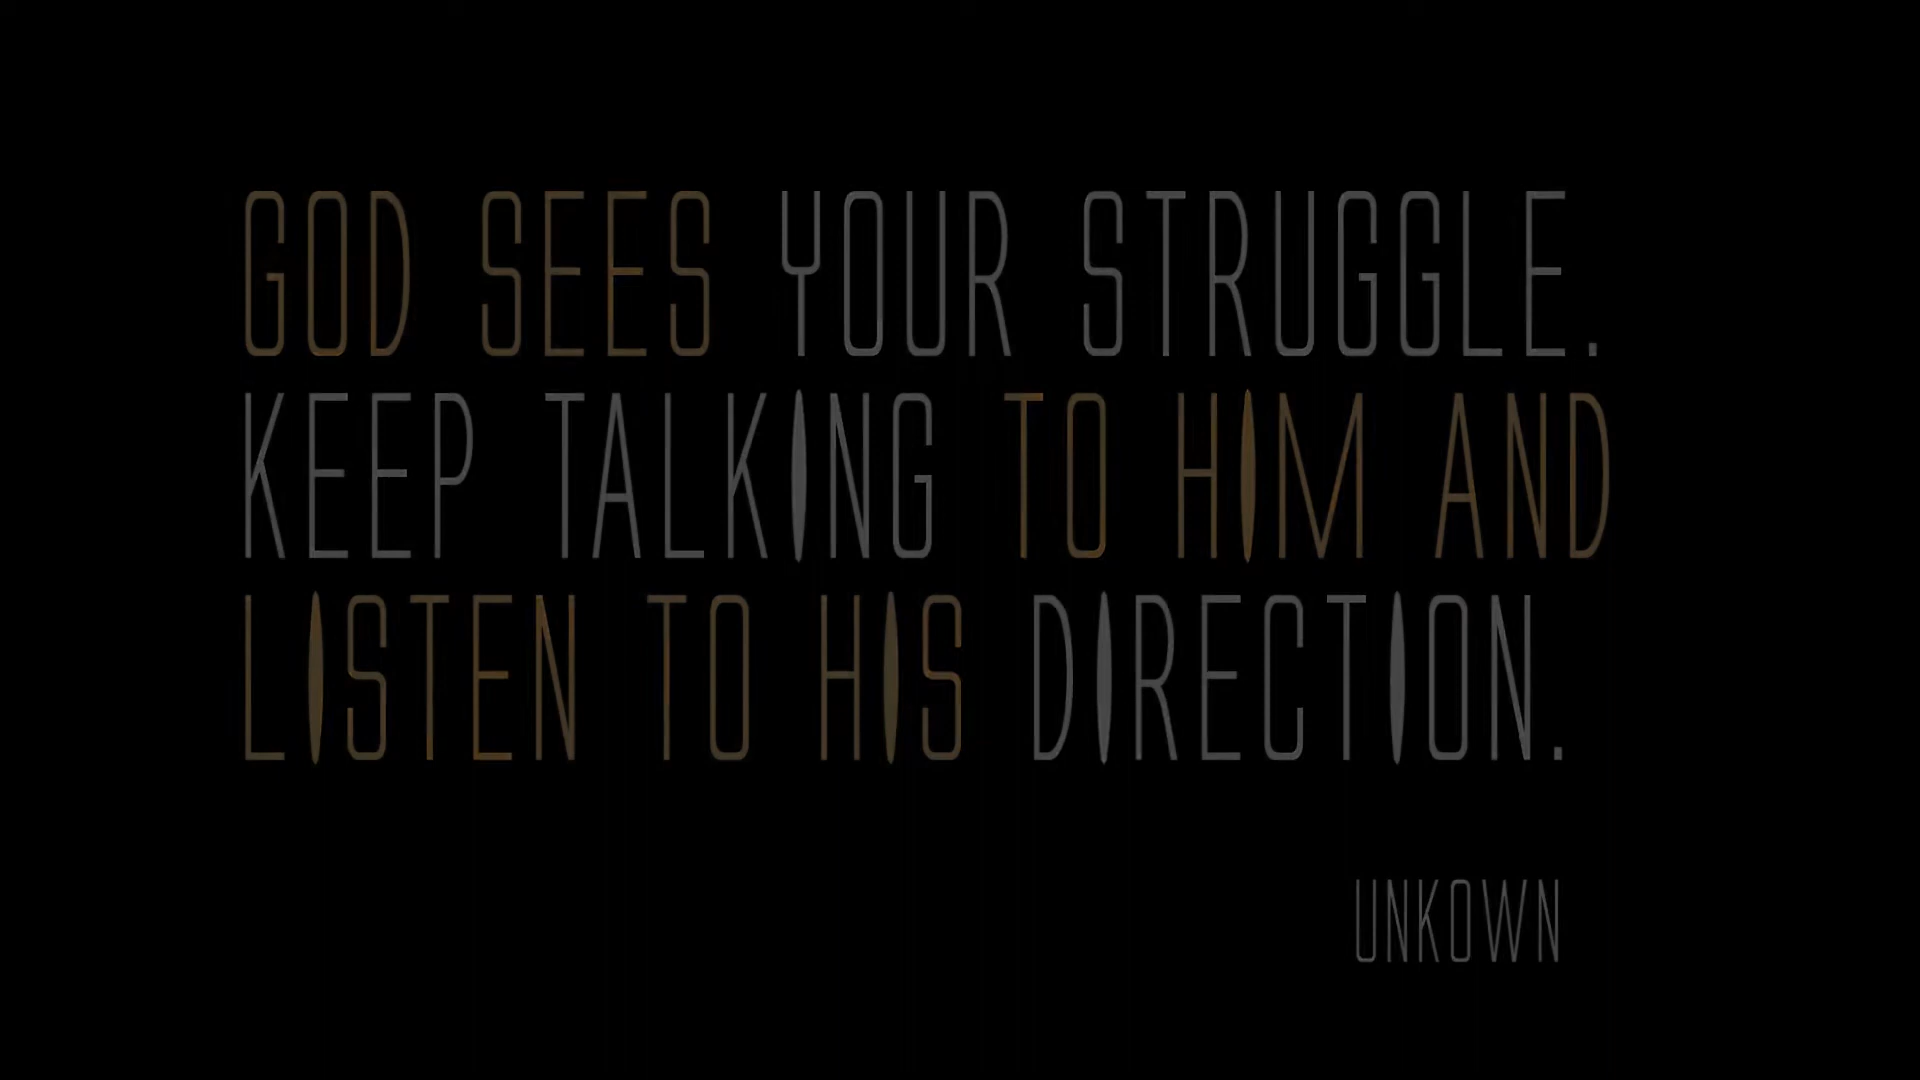 GOD SEES YOUR STRUGGLE.
KEEP TALKING TO HIM AND
LISTEN TO HIS DIRECTION.
UNKOWN